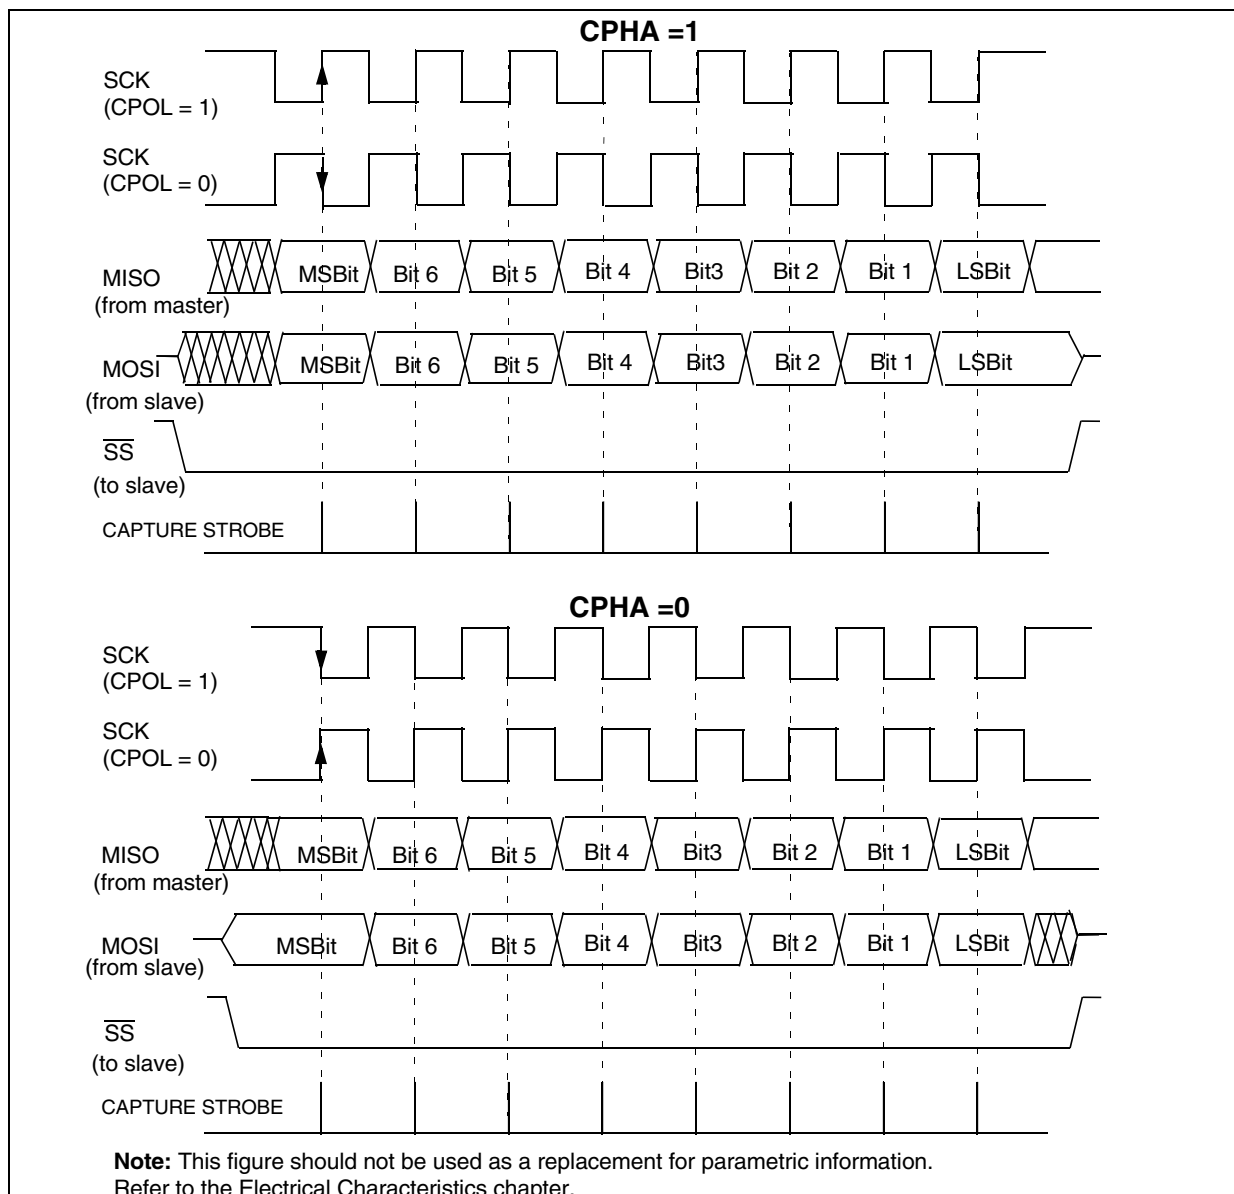 CPHA =1
SCK
(CPOL = 1)
SCK
(CPOL = 0)
MISO
(from master)
MSBit Bit 6 Bit 5 Bit 4 Bit3 Bit 2 Bit 1 LSBit
MOSI
(from slave)
MSBit Bit 6 Bit 5 Bit 4 Bit3 Bit 2 Bit 1 LSBit
SS
(to slave)
CAPTURE STROBE
CPHA =0
SCK
(CPOL = 1)
SCK
(CPOL = 0)
MISO
(from master)
MSBit Bit 6 Bit 5 Bit 4 Bit3 Bit 2 Bit 1 LSBit
MOSI
(from slave)
MSBit Bit 6 Bit 5 Bit 4 Bit3 Bit 2 Bit 1 LSBit
SS
(to slave)
CAPTURE STROBE
Note: This figure should not be used as a replacement for parametric information.
Refer to the Electrical Characteristics chapter.